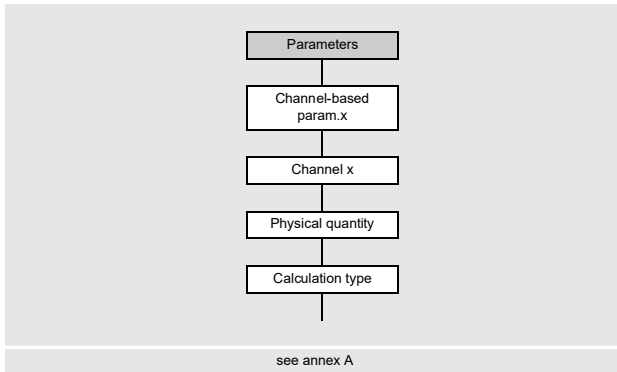 Parameters
Channel-based
param.x
Channel x
Physical quantity
Calculation type
see annex A